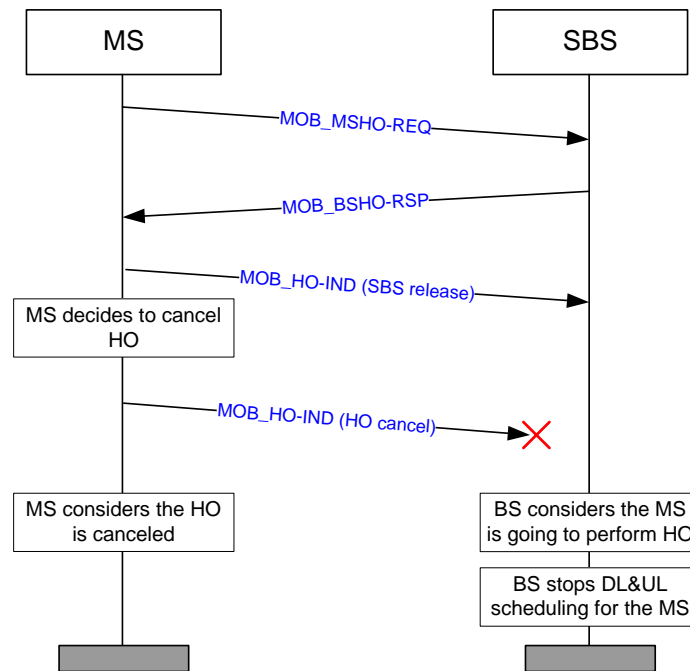 MS
SBS
MOB_MSHO-REQ
MOB_BSHO-RSP
MOB_HO-IND (SBS release)
MS decides to cancel
HO
MOB_HO-IND (HO cancel)
MS considers the HO
is canceled
BS considers the MS
is going to perform HO
BS stops DL&UL
scheduling for the MS